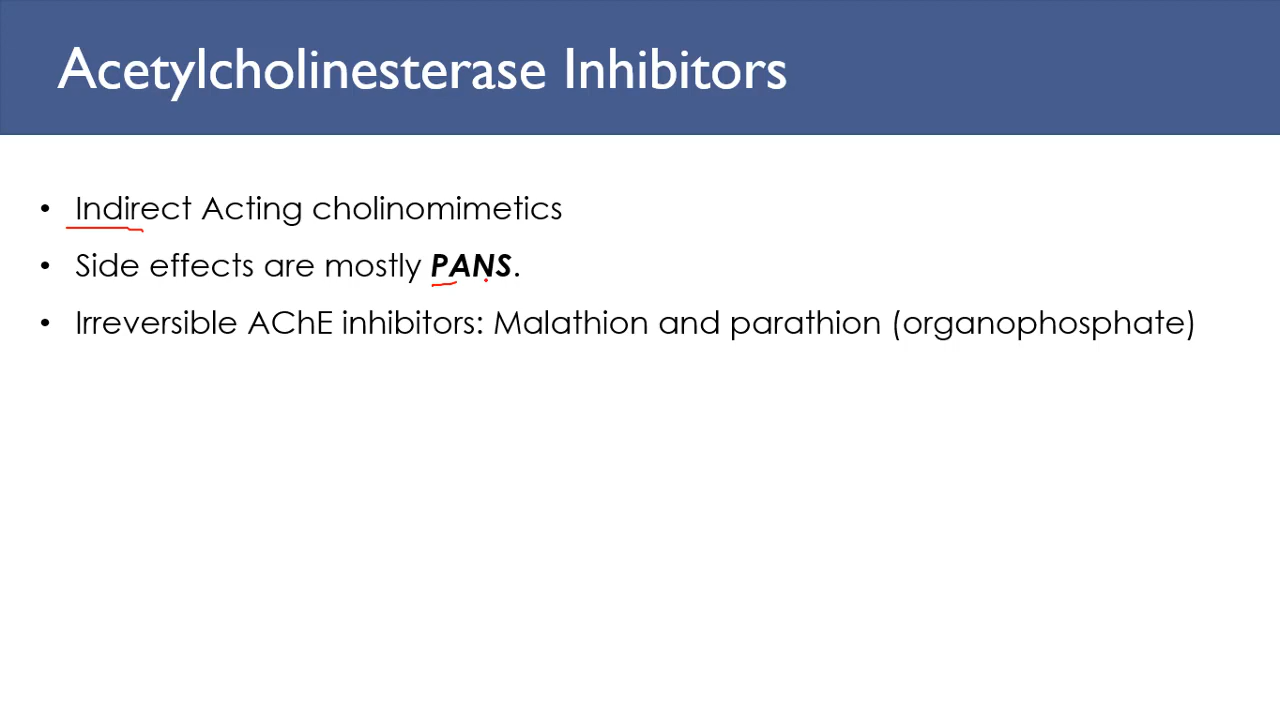 Acetylcholinesterase Inhibitors
• Indirect Acting cholinomimetics
• Side effects are mostly PANS.
• Irreversible AChE inhibitors: Malathion and parathion (organophosphate)